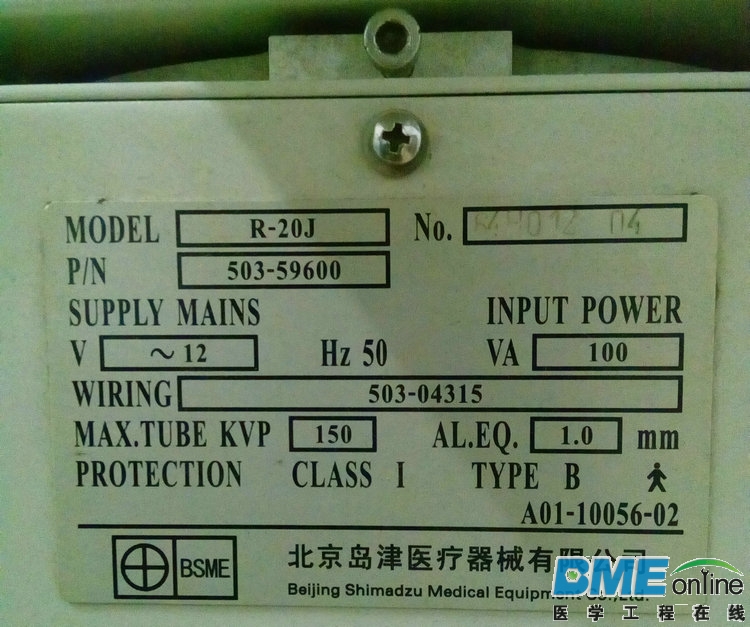 MODEL R-20J No. 04
P/N 503-59600
SUPPLY MAINS INPUT POWER
V ~12 Hz 50 VA 100
WIRING 503-04315
MAX.TUBE KVP 150 AL.EQ. 1.0 mm
PROTECTION CLASS I TYPE B
A01-10056-02
BSME 北京岛津医疗器械有限公司
Beijing Shimadzu Medical Equipment Co.,Ltd.
BME online
医学工程在线